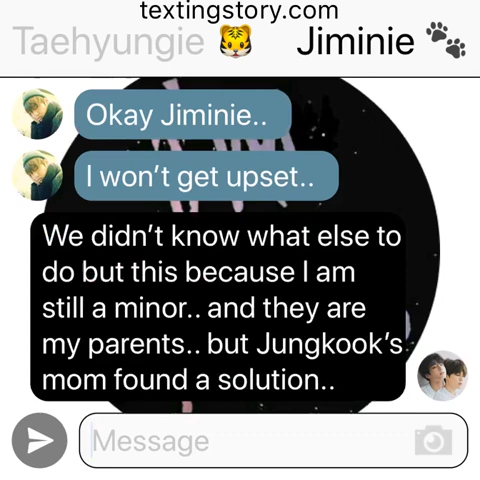 textingstory.com
Taehyungie 🐯 Jiminie 🐾
Okay Jiminie..
I won't get upset..
We didn't know what else to
do but this because I am
still a minor.. and they are
my parents.. but Jungkook's
mom found a solution..
Message